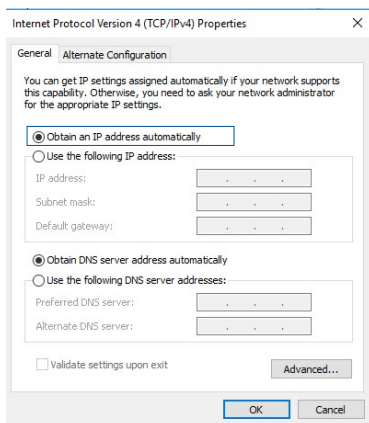 Internet Protocol Version 4 (TCP/IPv4) Properties
General
Alternate Configuration
You can get IP settings assigned automatically if your network supports
this capability. Otherwise, you need to ask your network administrator
for the appropriate IP settings.
Obtain an IP address automatically
Use the following IP address:
IP address:
Subnet mask:
Default gateway:
Obtain DNS server address automatically
Use the following DNS server addresses:
Preferred DNS server:
Alternate DNS server:
Validate settings upon exit
Advanced...
OK
Cancel